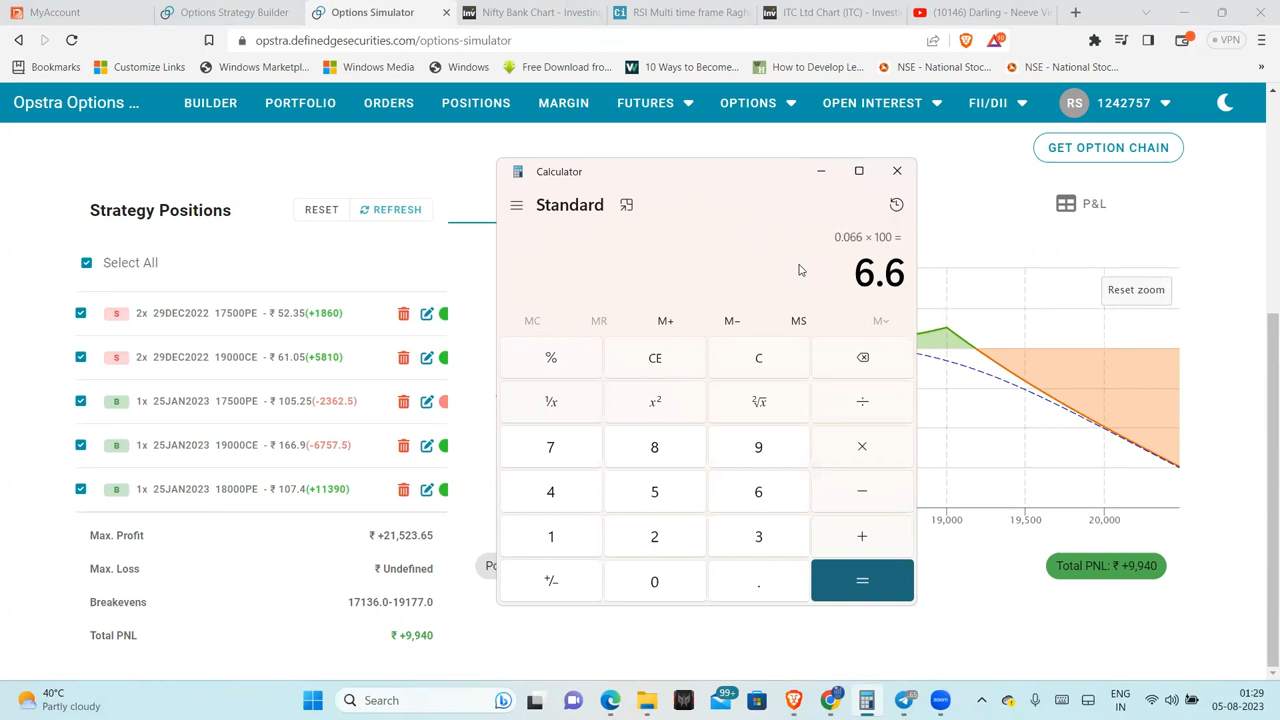 MyAccount
Options Strategy Builder
Options Simulator
Nifty Bank Chart - Investing
RSI Multi time frame Ragh
ITC Ltd Chart (ITC) - Investi
(10146) Darling - Neeve Vi
opstra.definedgesecurities.com/options-simulator
10
VPN
Bookmarks
Customize Links
Windows Marketpl...
Windows Media
Windows
Free Download from...
10 Ways to Become...
How to Develop Le...
NSE - National Stoc...
NSE - National Stoc...
»
Opstra Options ...
BUILDER
PORTFOLIO
ORDERS
POSITIONS
MARGIN
FUTURES
OPTIONS
OPEN INTEREST
FII/DII
RS
1242757
GET OPTION CHAIN
Strategy Positions
RESET
REFRESH
P&L
Select All
Reset zoom
S 2x 29DEC2022 17500PE - ₹ 52.35(+1860)
S 2x 29DEC2022 19000CE - ₹ 61.05(+5810)
B 1x 25JAN2023 17500PE - ₹ 105.25(-2362.5)
B 1x 25JAN2023 19000CE - ₹ 166.9(-6757.5)
B 1x 25JAN2023 18000PE - ₹ 107.4(+11390)
Max. Profit ₹ +21,523.65
Max. Loss ₹ Undefined
Breakevens 17136.0-19177.0
Total PNL ₹ +9,940
Calculator
Standard
0.066 × 100 =
6.6
MC MR M+ M− MS M˅
% CE C
¹/x x² ²√x ÷
7 8 9 ×
4 5 6 −
1 2 3 +
+/− 0 . =
19,000 19,500 20,000
Po
Total PNL: ₹ +9,940
40°C
Partly cloudy
Search
99+
65
zoom
ENG
IN
01:29
05-08-2023